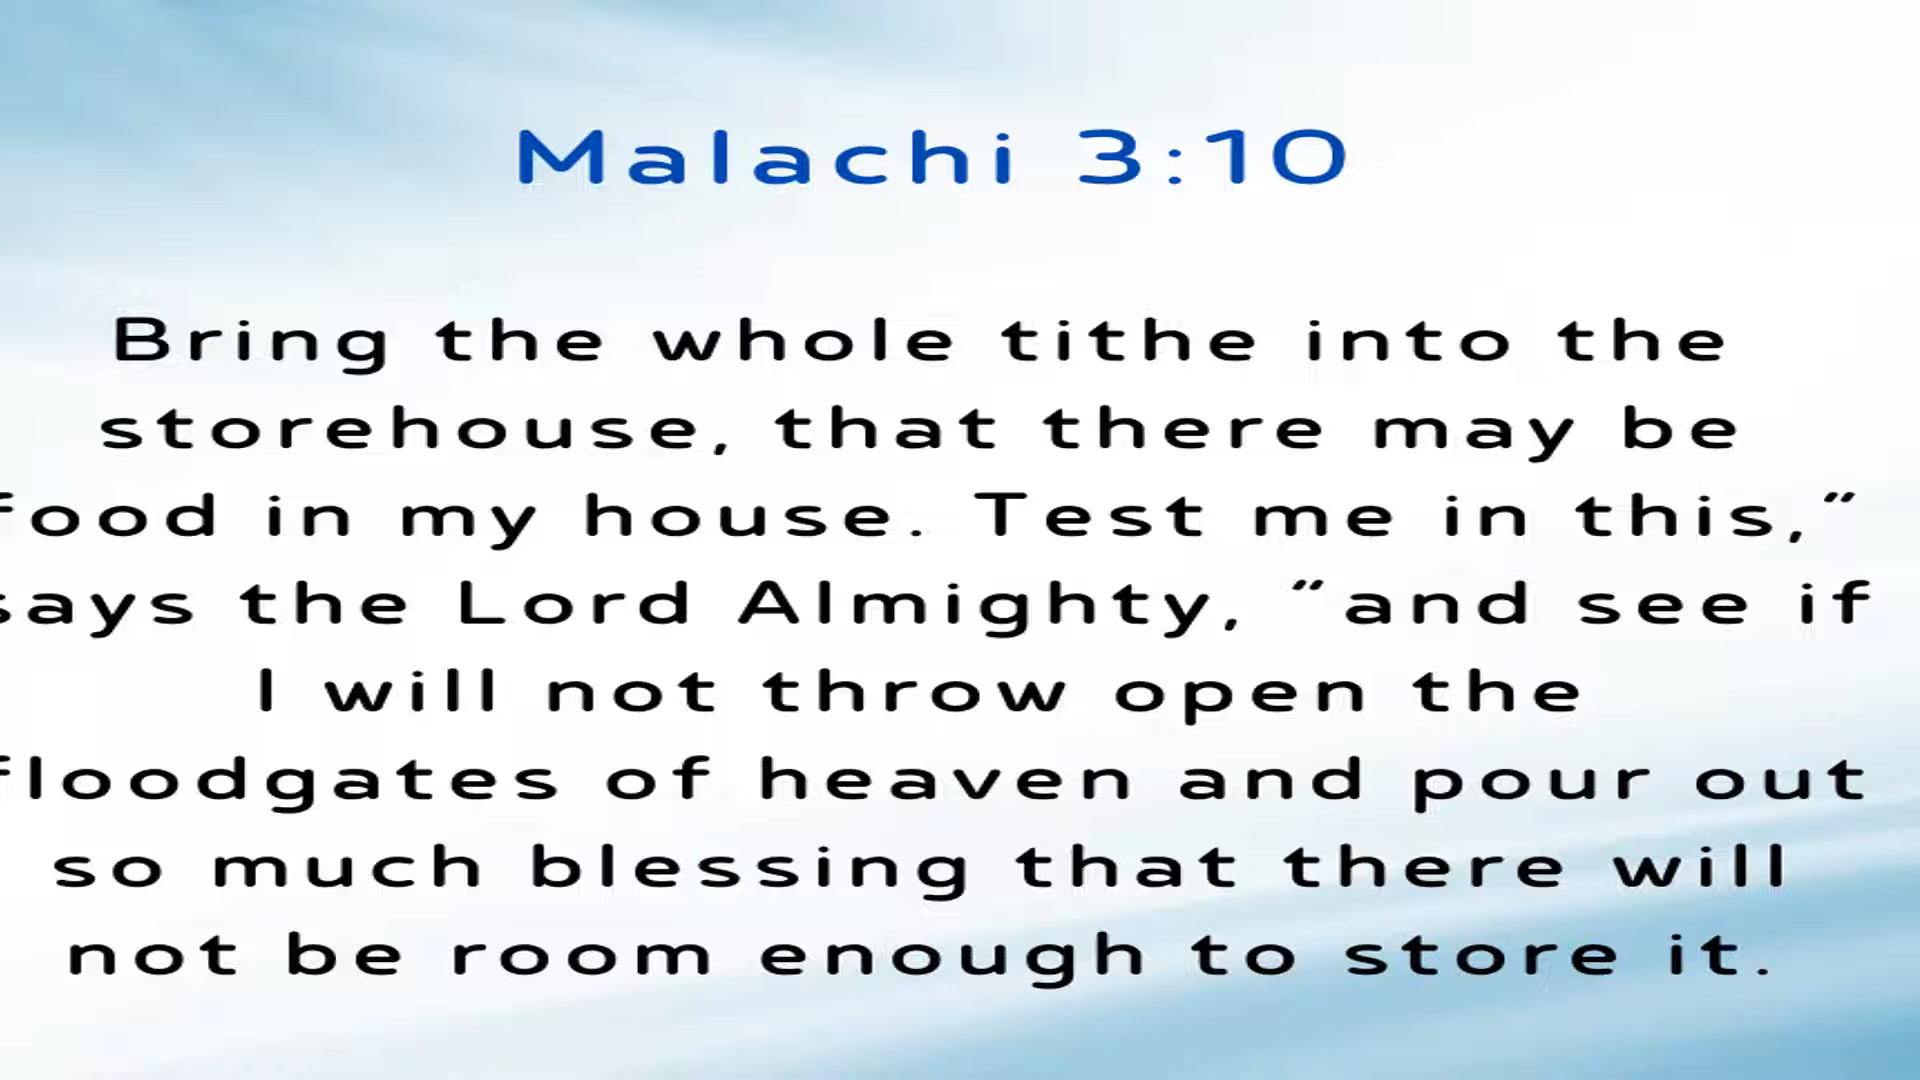 Malachi 3:10
Bring the whole tithe into the
storehouse, that there may be
food in my house. Test me in this,”
says the Lord Almighty, “and see if
I will not throw open the
floodgates of heaven and pour out
so much blessing that there will
not be room enough to store it.